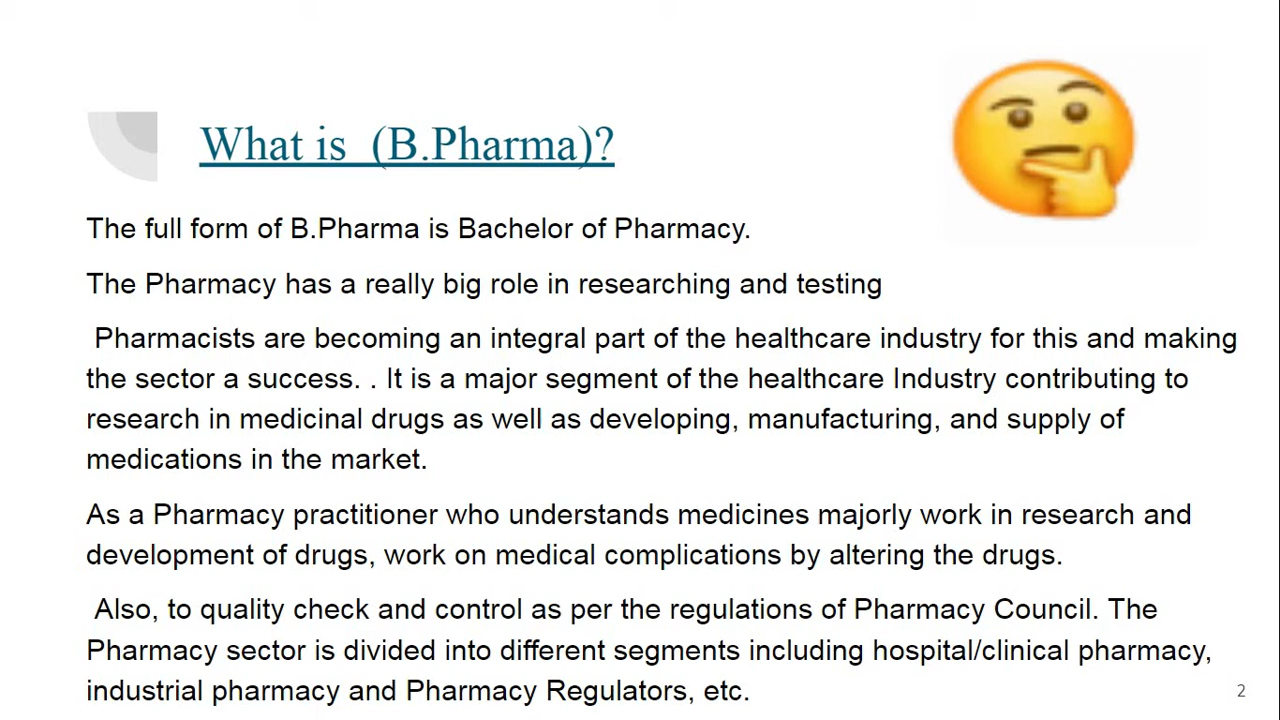 What is  (B.Pharma)?
The full form of B.Pharma is Bachelor of Pharmacy.
The Pharmacy has a really big role in researching and testing
Pharmacists are becoming an integral part of the healthcare industry for this and making
the sector a success. . It is a major segment of the healthcare Industry contributing to
research in medicinal drugs as well as developing, manufacturing, and supply of
medications in the market.
As a Pharmacy practitioner who understands medicines majorly work in research and
development of drugs, work on medical complications by altering the drugs.
Also, to quality check and control as per the regulations of Pharmacy Council. The
Pharmacy sector is divided into different segments including hospital/clinical pharmacy,
industrial pharmacy and Pharmacy Regulators, etc.
2